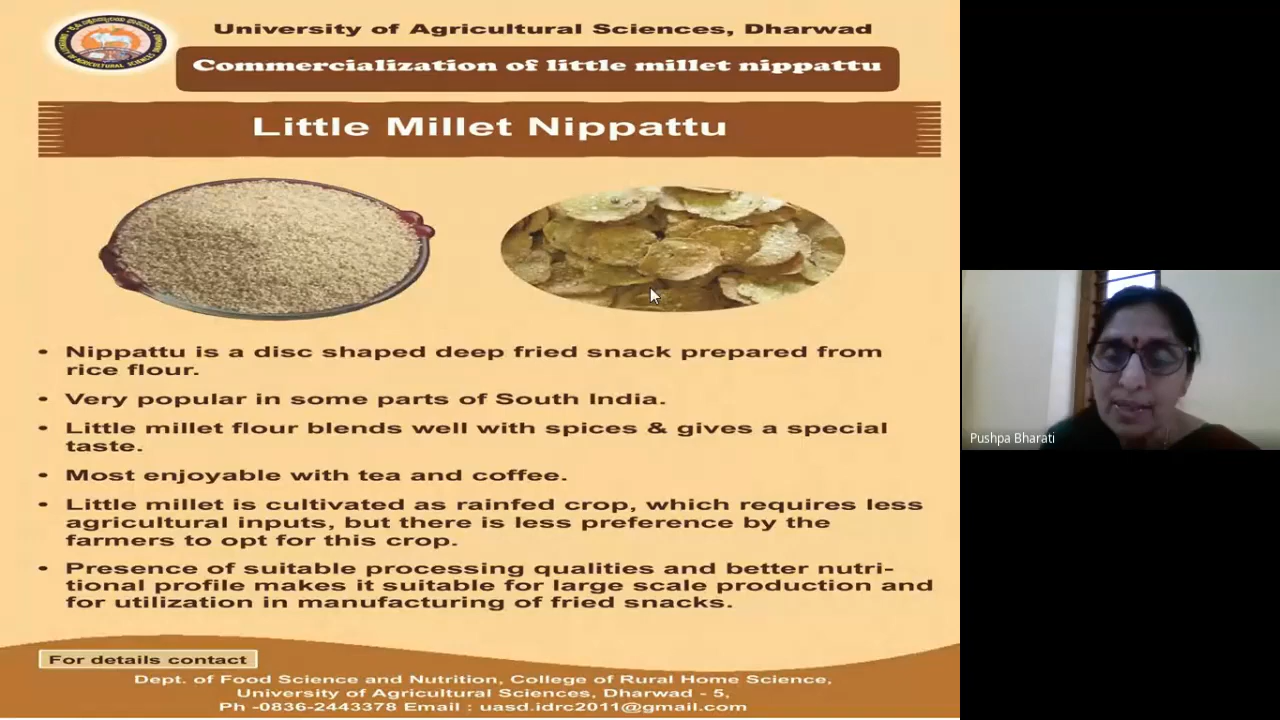 University of Agricultural Sciences, Dharwad
Commercialization of little millet nippattu
Little Millet Nippattu
• Nippattu is a disc shaped deep fried snack prepared from
rice flour.
• Very popular in some parts of South India.
• Little millet flour blends well with spices & gives a special
taste.
• Most enjoyable with tea and coffee.
• Little millet is cultivated as rainfed crop, which requires less
agricultural inputs, but there is less preference by the
farmers to opt for this crop.
• Presence of suitable processing qualities and better nutri-
tional profile makes it suitable for large scale production and
for utilization in manufacturing of fried snacks.
For details contact
Dept. of Food Science and Nutrition, College of Rural Home Science,
University of Agricultural Sciences, Dharwad - 5,
Ph -0836-2443378 Email : uasd.idrc2011@gmail.com
Pushpa Bharati